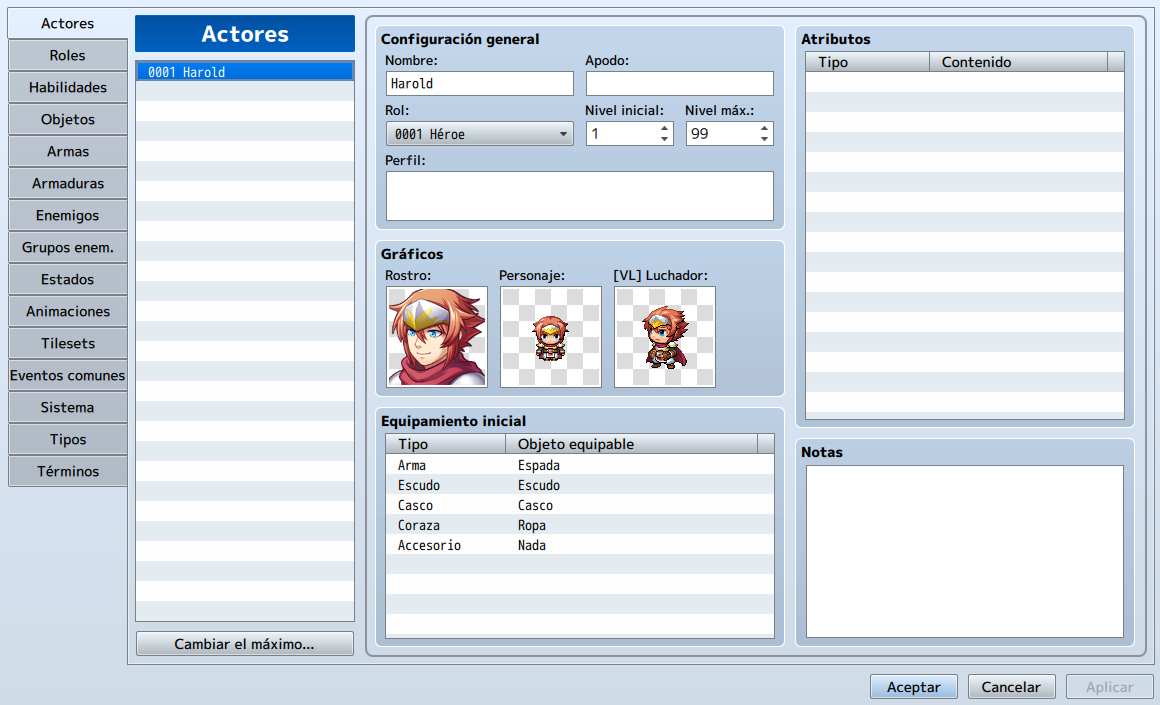 Actores
Roles
Habilidades
Objetos
Armas
Armaduras
Enemigos
Grupos enem.
Estados
Animaciones
Tilesets
Eventos comunes
Sistema
Tipos
Términos
Actores
0001 Harold
Cambiar el máximo...
Configuración general
Nombre: Apodo:
Harold
Rol: Nivel inicial: Nivel máx.:
0001 Héroe 1 99
Perfil:
Gráficos
Rostro: Personaje: [VL] Luchador:
Equipamiento inicial
Tipo Objeto equipable
Arma Espada
Escudo Escudo
Casco Casco
Coraza Ropa
Accesorio Nada
Atributos
Tipo Contenido
Notas
Aceptar Cancelar Aplicar